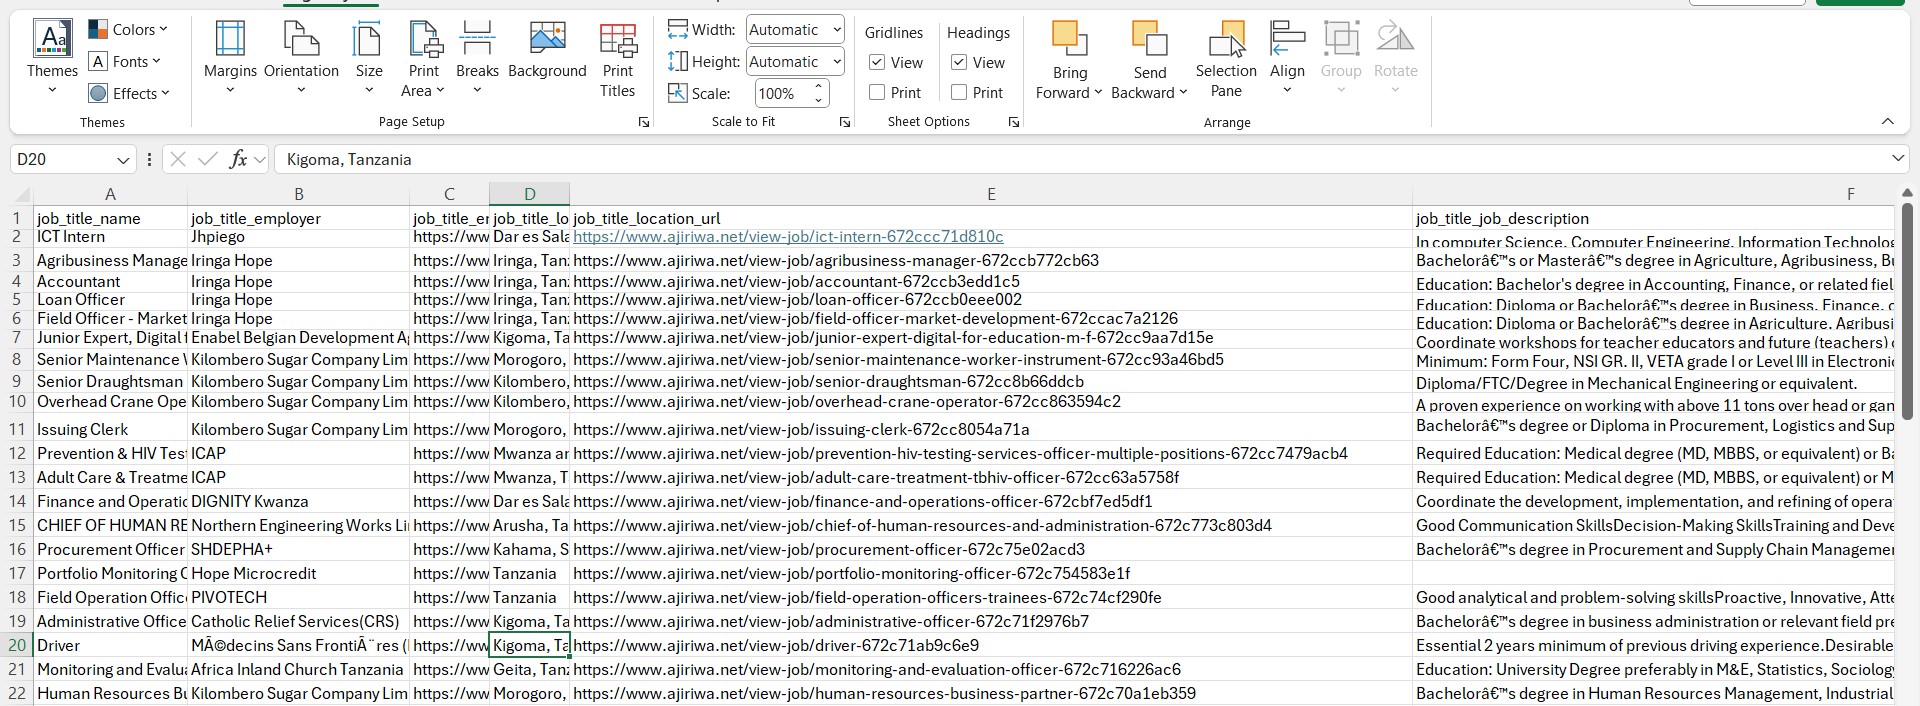 Aa
Themes
Colors
Fonts
Effects
Themes
Margins
Orientation
Size
Print Area
Breaks
Background
Print Titles
Page Setup
Width: Automatic
Height: Automatic
Scale: 100%
Scale to Fit
Gridlines
View
Print
Headings
View
Print
Sheet Options
Bring Forward
Send Backward
Selection Pane
Align
Group
Rotate
Arrange
D20 fx Kigoma, Tanzania
A B C D E F
1 job_title_name job_title_employer job_title_er job_title_lo job_title_location_url job_title_job_description
2 ICT Intern Jhpiego https://ww Dar es Sala https://www.ajiriwa.net/view-job/ict-intern-672ccc71d810c In computer Science, Computer Engineering, Information Technolog
3 Agribusiness Manage Iringa Hope https://ww Iringa, Tan https://www.ajiriwa.net/view-job/agribusiness-manager-672ccb772cb63 Bachelorâ€™s or Masterâ€™s degree in Agriculture, Agribusiness, Bu
4 Accountant Iringa Hope https://ww Iringa, Tan https://www.ajiriwa.net/view-job/accountant-672ccb3edd1c5 Education: Bachelor's degree in Accounting, Finance, or related fiel
5 Loan Officer Iringa Hope https://ww Iringa, Tan https://www.ajiriwa.net/view-job/loan-officer-672ccb0eee002 Education: Diploma or Bachelorâ€™s degree in Business, Finance, o
6 Field Officer - Market Iringa Hope https://ww Iringa, Tan https://www.ajiriwa.net/view-job/field-officer-market-development-672ccac7a2126 Education: Diploma or Bachelorâ€™s degree in Agriculture, Agribusi
7 Junior Expert, Digital f Enabel Belgian Development Ag https://ww Kigoma, Ta https://www.ajiriwa.net/view-job/junior-expert-digital-for-education-m-f-672cc9aa7d15e Coordinate workshops for teacher educators and future (teachers) o
8 Senior Maintenance W Kilombero Sugar Company Lim https://ww Morogoro, https://www.ajiriwa.net/view-job/senior-maintenance-worker-instrument-672cc93a46bd5 Minimum: Form Four, NSI GR. II, VETA grade I or Level III in Electronic
9 Senior Draughtsman Kilombero Sugar Company Lim https://ww Kilombero, https://www.ajiriwa.net/view-job/senior-draughtsman-672cc8b66ddcb Diploma/FTC/Degree in Mechanical Engineering or equivalent.
10 Overhead Crane Ope Kilombero Sugar Company Lim https://ww Kilombero, https://www.ajiriwa.net/view-job/overhead-crane-operator-672cc863594c2 A proven experience on working with above 11 tons over head or gan
11 Issuing Clerk Kilombero Sugar Company Lim https://ww Morogoro, https://www.ajiriwa.net/view-job/issuing-clerk-672cc8054a71a Bachelorâ€™s degree or Diploma in Procurement, Logistics and Sup
12 Prevention & HIV Test ICAP https://ww Mwanza ar https://www.ajiriwa.net/view-job/prevention-hiv-testing-services-officer-multiple-positions-672cc7479acb4 Required Education: Medical degree (MD, MBBS, or equivalent) or Ba
13 Adult Care & Treatme ICAP https://ww Mwanza, T https://www.ajiriwa.net/view-job/adult-care-treatment-tbhiv-officer-672cc63a5758f Required Education: Medical degree (MD, MBBS, or equivalent) or M
14 Finance and Operatic DIGNITY Kwanza https://ww Dar es Sala https://www.ajiriwa.net/view-job/finance-and-operations-officer-672cbf7ed5df1 Coordinate the development, implementation, and refining of opera
15 CHIEF OF HUMAN RE Northern Engineering Works Li https://ww Arusha, Ta https://www.ajiriwa.net/view-job/chief-of-human-resources-and-administration-672c773c803d4 Good Communication SkillsDecision-Making SkillsTraining and Deve
16 Procurement Officer SHDEPHA+ https://ww Kahama, S https://www.ajiriwa.net/view-job/procurement-officer-672c75e02acd3 Bachelorâ€™s degree in Procurement and Supply Chain Managemen
17 Portfolio Monitoring C Hope Microcredit https://ww Tanzania https://www.ajiriwa.net/view-job/portfolio-monitoring-officer-672c754583e1f
18 Field Operation Offic PIVOTECH https://ww Tanzania https://www.ajiriwa.net/view-job/field-operation-officers-trainees-672c74cf290fe Good analytical and problem-solving skillsProactive, Innovative, Atte
19 Administrative Office Catholic Relief Services(CRS) https://ww Kigoma, Ta https://www.ajiriwa.net/view-job/administrative-officer-672c71f2976b7 Bachelorâ€™s degree in business administration or relevant field pre
20 Driver MÃ©decins Sans FrontiÃ¨res ( https://ww Kigoma, Ta https://www.ajiriwa.net/view-job/driver-672c71ab9c6e9 Essential 2 years minimum of previous driving experience.Desirable
21 Monitoring and Evalua Africa Inland Church Tanzania https://ww Geita, Tanz https://www.ajiriwa.net/view-job/monitoring-and-evaluation-officer-672c716226ac6 Education: University Degree preferably in M&E, Statistics, Sociolog
22 Human Resources Bu Kilombero Sugar Company Lim https://ww Morogoro, https://www.ajiriwa.net/view-job/human-resources-business-partner-672c70a1eb359 Bachelorâ€™s degree in Human Resources Management, Industrial